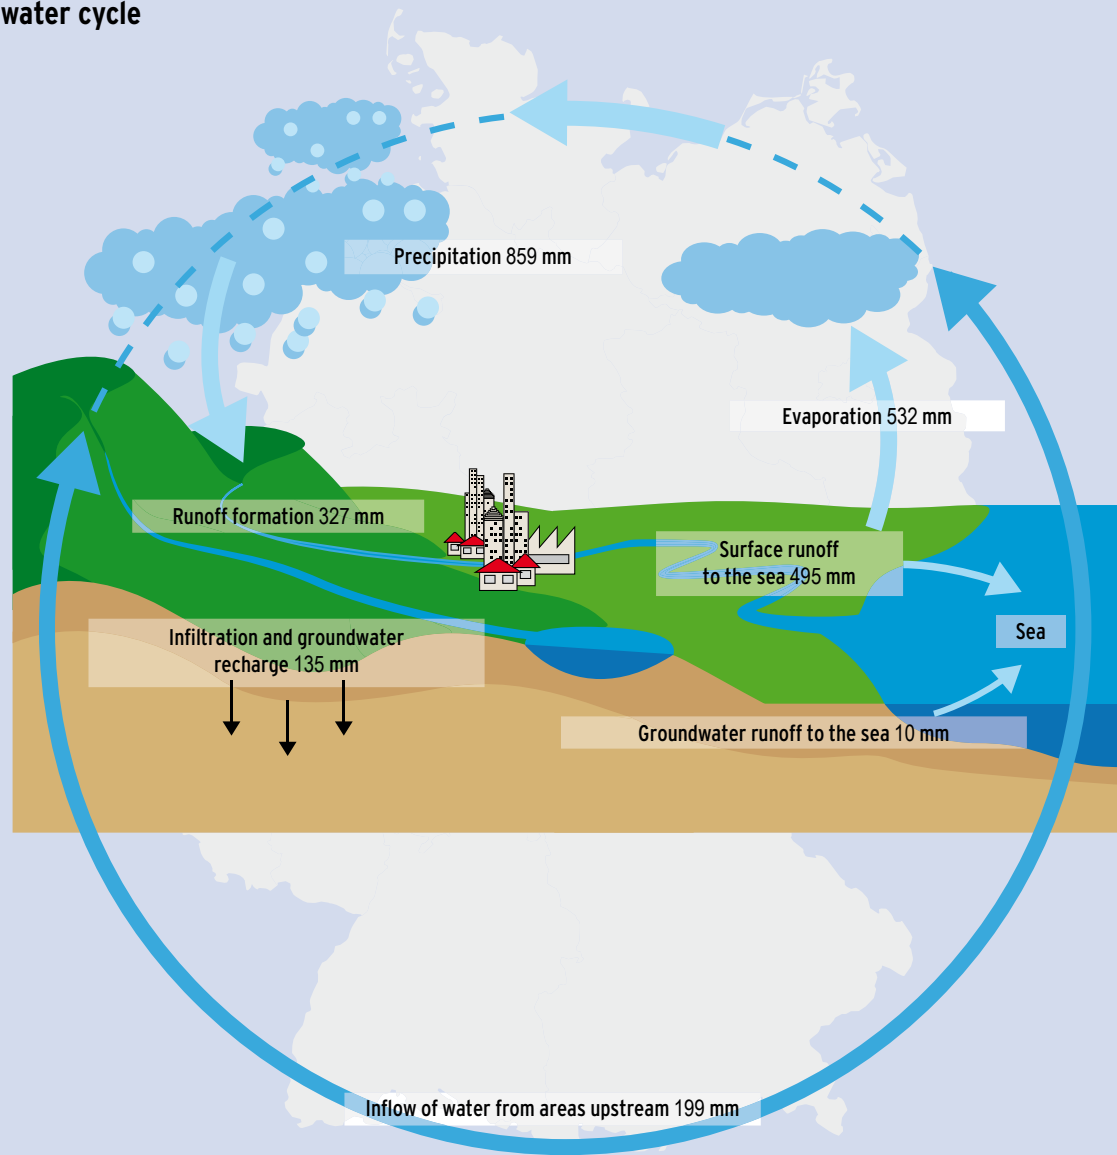 water cycle
Precipitation 859 mm
Evaporation 532 mm
Runoff formation 327 mm
Surface runoff
to the sea 495 mm
Sea
Infiltration and groundwater
recharge 135 mm
Groundwater runoff to the sea 10 mm
Inflow of water from areas upstream 199 mm